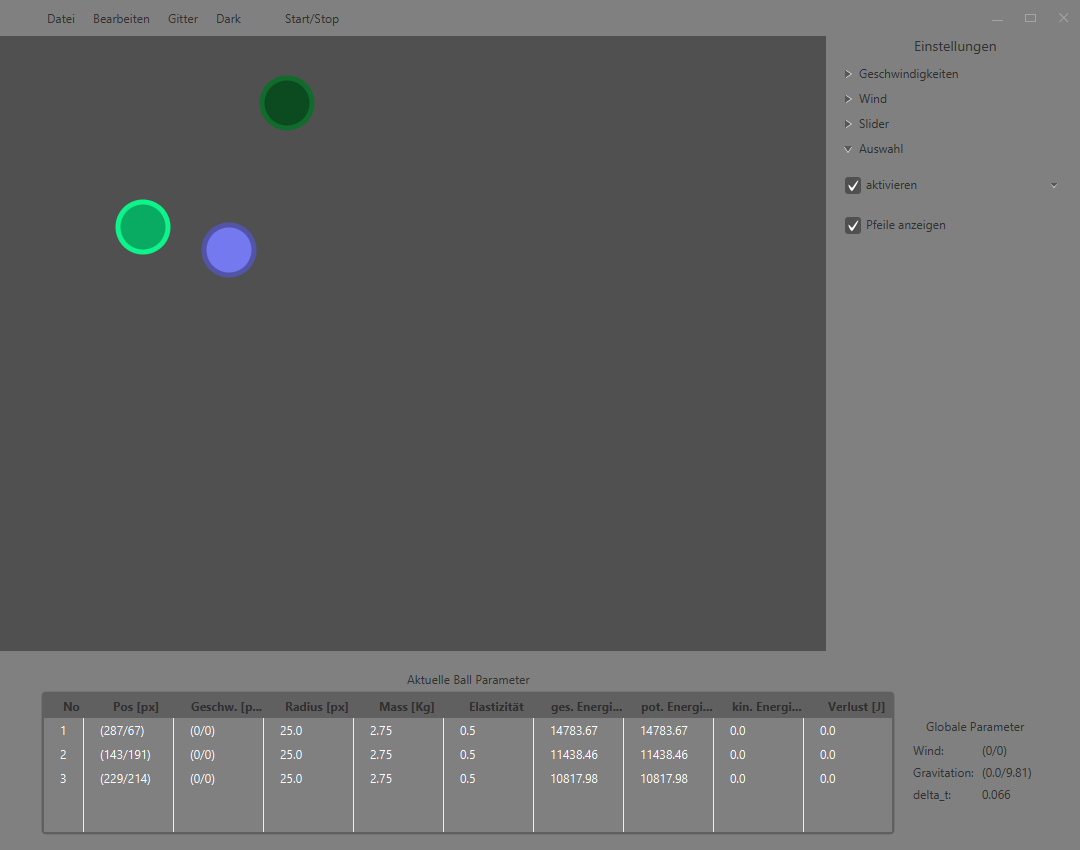 Datei Bearbeiten Gitter Dark Start/Stop
Einstellungen
Geschwindigkeiten
Wind
Slider
Auswahl
aktivieren
Pfeile anzeigen
Aktuelle Ball Parameter
No Pos [px] Geschw. [p... Radius [px] Mass [Kg] Elastizität ges. Energi... pot. Energi... kin. Energi... Verlust [J]
1 (287/67) (0/0) 25.0 2.75 0.5 14783.67 14783.67 0.0 0.0
2 (143/191) (0/0) 25.0 2.75 0.5 11438.46 11438.46 0.0 0.0
3 (229/214) (0/0) 25.0 2.75 0.5 10817.98 10817.98 0.0 0.0
Globale Parameter
Wind: (0/0)
Gravitation: (0.0/9.81)
delta_t: 0.066